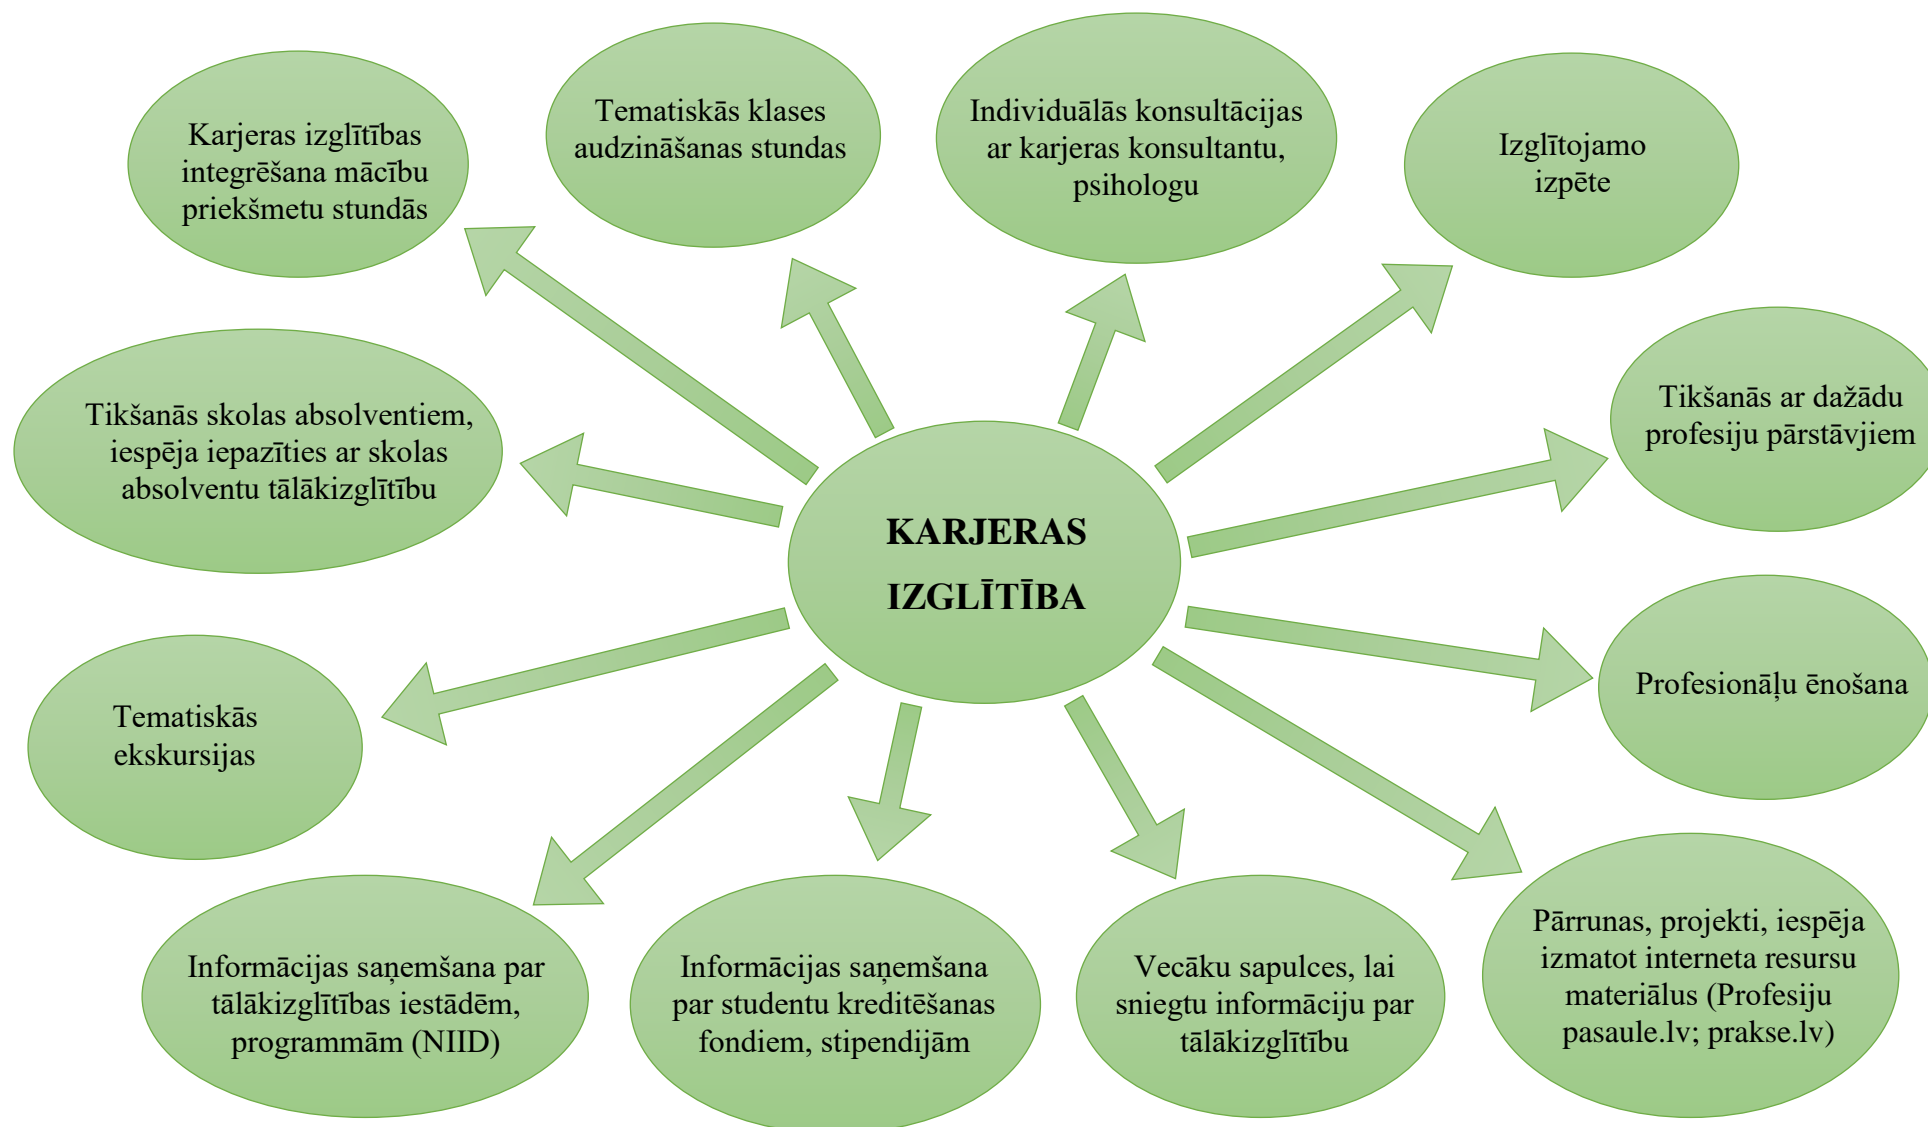 Karjeras izglītības
integrēšana mācību
priekšmetu stundās
Tematiskās klases
audzināšanas stundas
Individuālās konsultācijas
ar karjeras konsultantu,
psihologu
Izglītojamo
izpēte
Tikšanās skolas absolventiem,
iespēja iepazīties ar skolas
absolventu tālākizglītību
Tikšanās ar dažādu
profesiju pārstāvjiem
KARJERAS
IZGLĪTĪBA
Tematiskās
ekskursijas
Profesionāļu ēnošana
Informācijas saņemšana par
tālākizglītības iestādēm,
programmām (NIID)
Informācijas saņemšana
par studentu kreditēšanas
fondiem, stipendijām
Vecāku sapulces, lai
sniegtu informāciju par
tālākizglītību
Pārrunas, projekti, iespēja
izmatot interneta resursu
materiālus (Profesiju
pasaule.lv; prakse.lv)